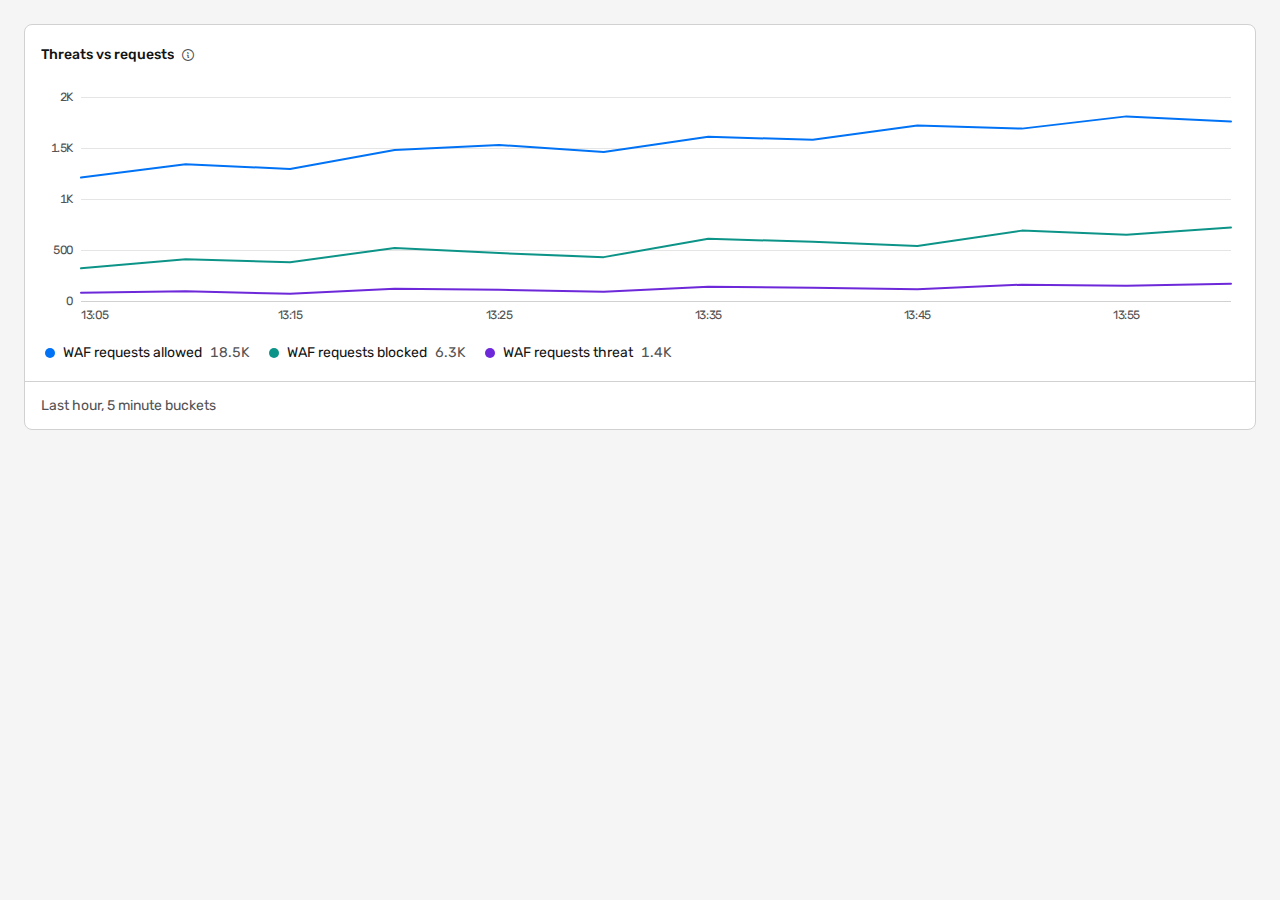 Threats vs requests
2K
1.5K
1K
500
0
13:05 13:15 13:25 13:35 13:45 13:55
WAF requests allowed 18.5K WAF requests blocked 6.3K WAF requests threat 1.4K
Last hour, 5 minute buckets